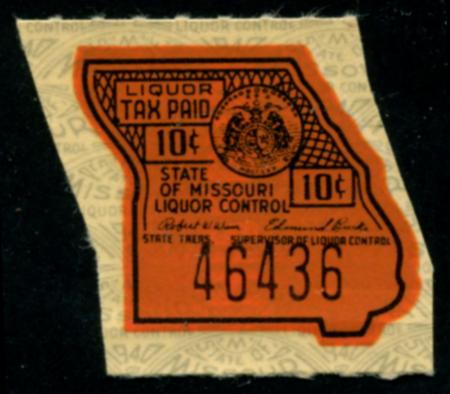 LIQUOR
TAX PAID
10¢
STATE
OF MISSOURI
LIQUOR CONTROL
10¢
STATE TREAS. SUPERVISOR OF LIQUOR CONTROL
46436